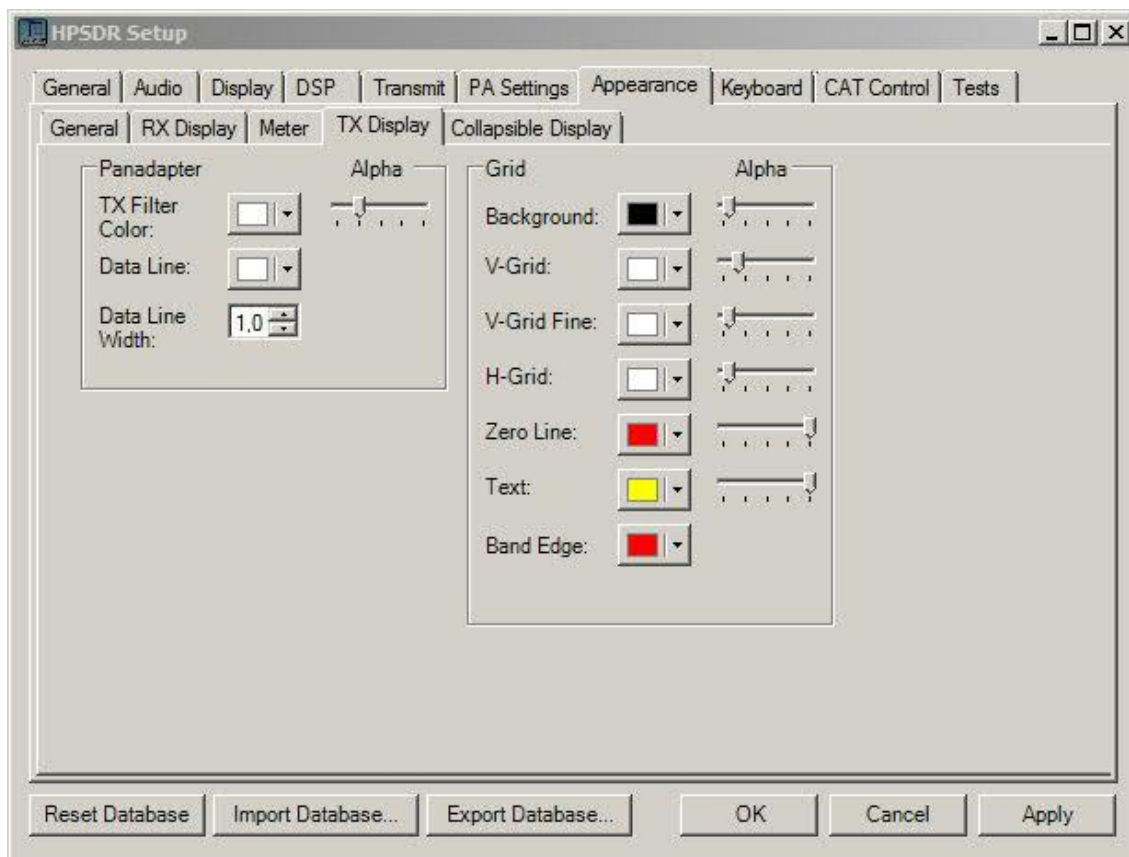 HPSDR Setup
General Audio Display DSP Transmit PA Settings Appearance Keyboard CAT Control Tests
General RX Display Meter TX Display Collapsible Display
Panadapter Alpha
TX Filter
Color:
Data Line:
Data Line
Width:
1,0
Grid Alpha
Background:
V-Grid:
V-Grid Fine:
H-Grid:
Zero Line:
Text:
Band Edge:
Reset Database Import Database... Export Database... OK Cancel Apply